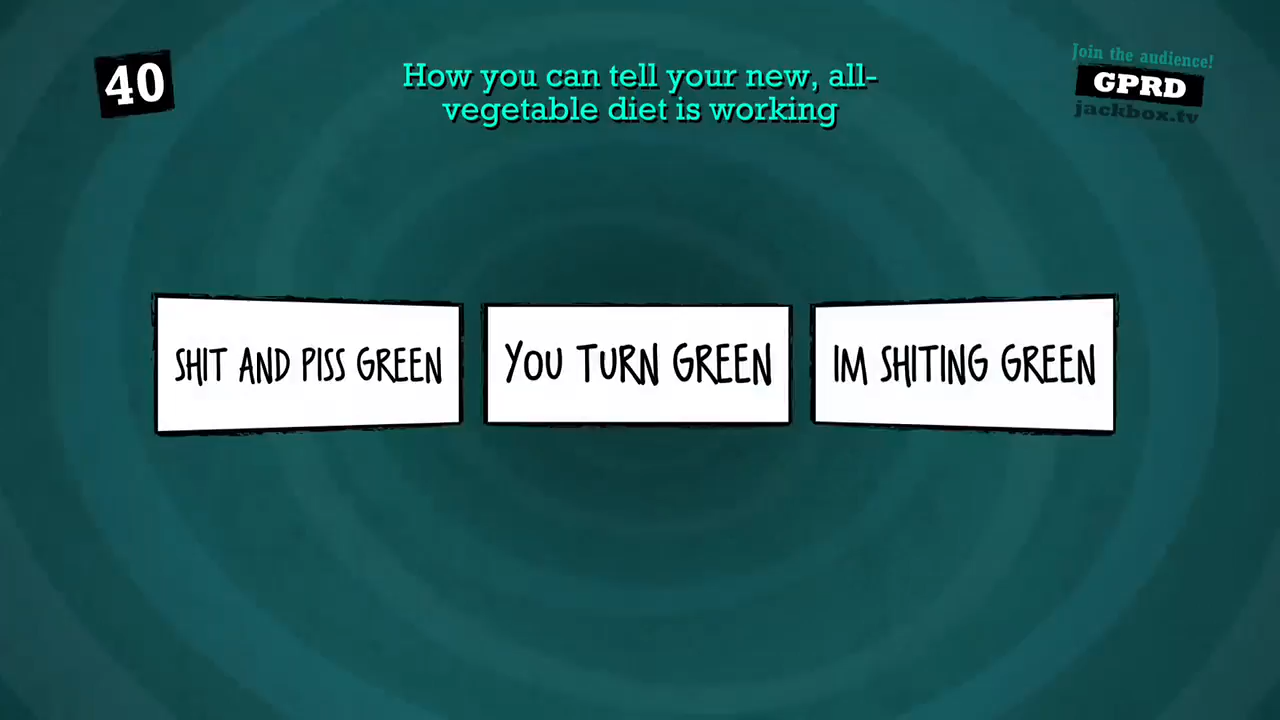 40
How you can tell your new, all-
vegetable diet is working
Join the audience!
GPRD
jackbox.tv
SHIT AND PISS GREEN
YOU TURN GREEN
IM SHITING GREEN